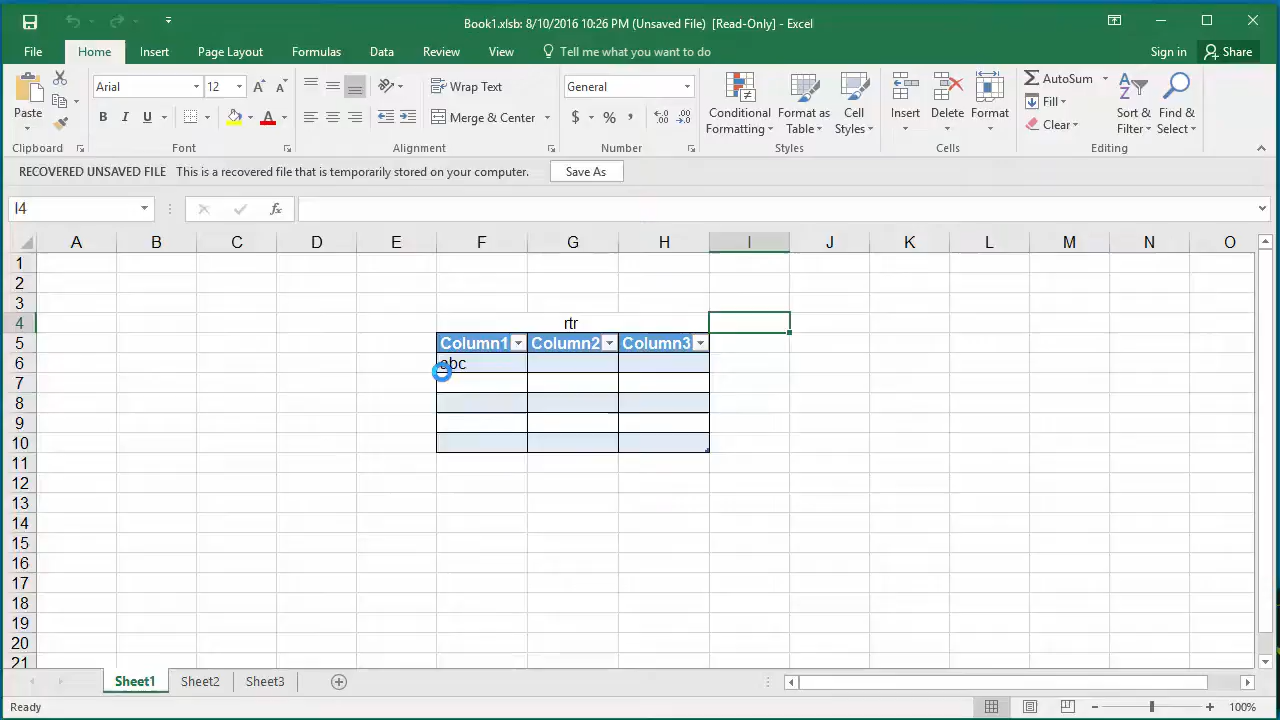 Book1.xlsb: 8/10/2016 10:26 PM (Unsaved File) [Read-Only] - Excel
File Home Insert Page Layout Formulas Data Review View Tell me what you want to do Sign in Share
Paste
Arial 12
B I U A
Wrap Text
Merge & Center
General
$ % ,
Conditional Formatting
Format as Table
Cell Styles
Insert Delete Format
AutoSum
Fill
Clear
Sort & Filter
Find & Select
Clipboard Font Alignment Number Styles Cells Editing
RECOVERED UNSAVED FILE This is a recovered file that is temporarily stored on your computer. Save As
I4 fx
A B C D E F G H I J K L M N O
1
2
3
4 rtr
5 Column1 Column2 Column3
6 abc
7
8
9
10
11
12
13
14
15
16
17
18
19
20
21
Sheet1 Sheet2 Sheet3
Ready 100%